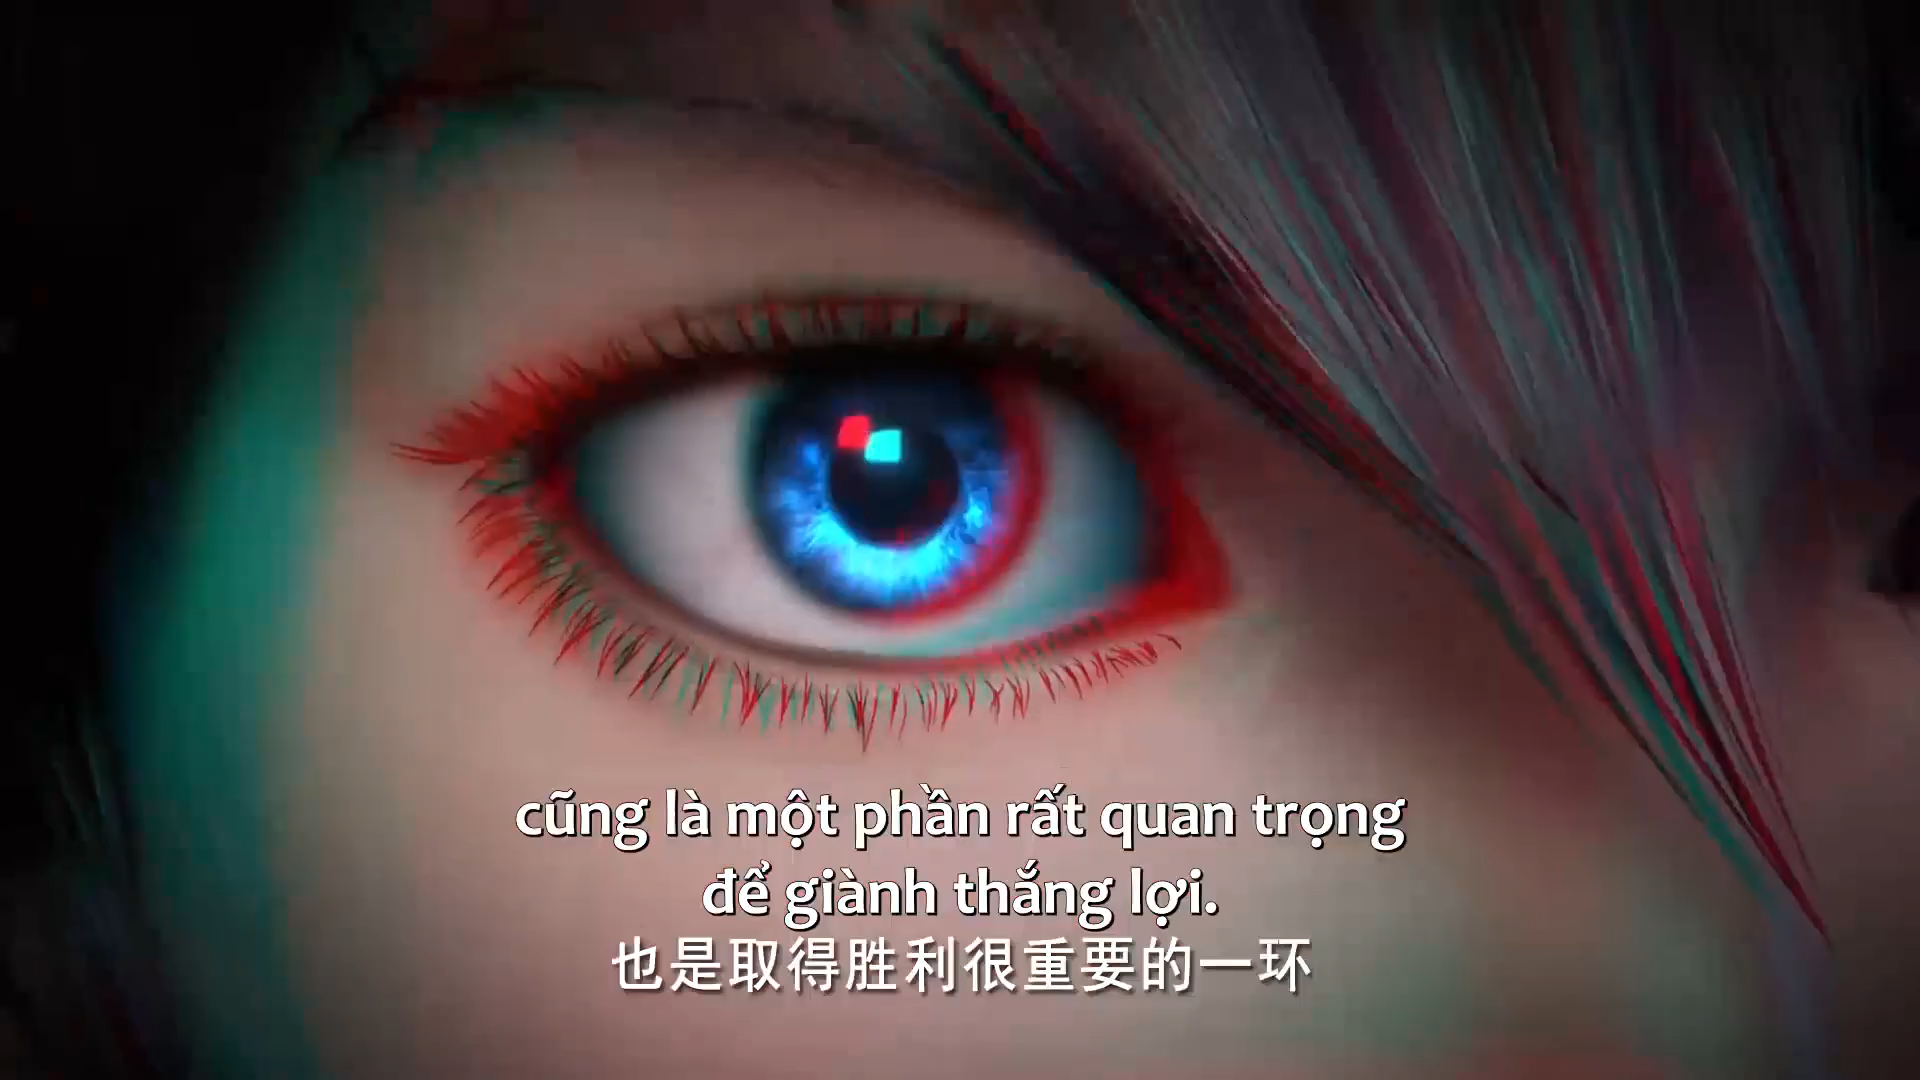 cũng là một phần rất quan trọng
để giành thắng lợi.
也是取得胜利很重要的一环